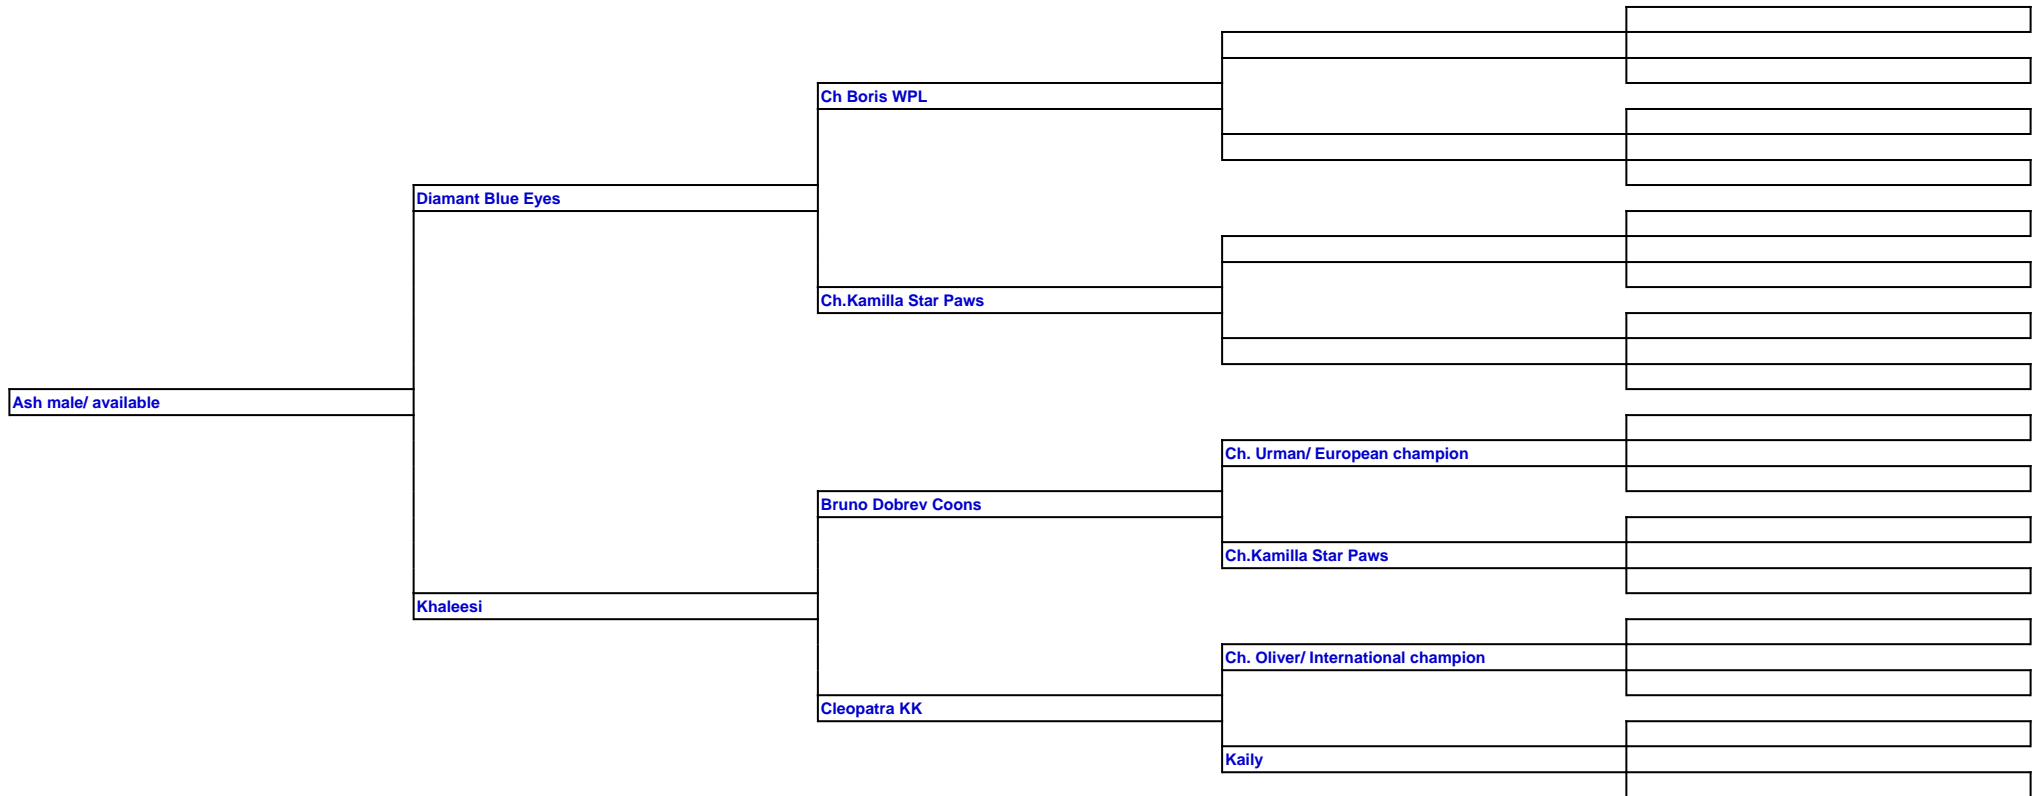 Ch Boris WPL
Diamant Blue Eyes
Ch.Kamilla Star Paws
Ash male/ available
Ch. Urman/ European champion
Bruno Dobrev Coons
Ch.Kamilla Star Paws
Khaleesi
Ch. Oliver/ International champion
Cleopatra KK
Kaily